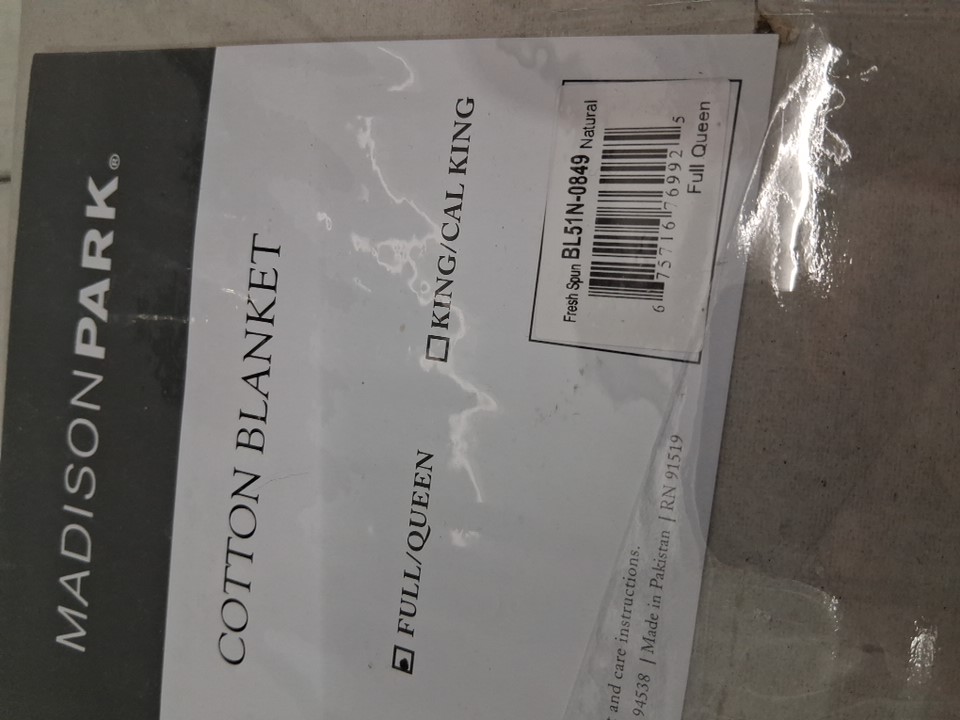 MADISON PARK®
COTTON BLANKET
FULL/QUEEN
KING/CAL KING
Fresh Spun BL51N-0849 Natural
6 75716 76992 5
Full Queen
and care instructions.
94538 | Made in Pakistan | RN 91519